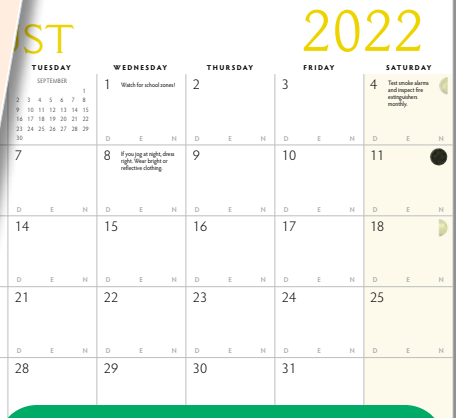 UST 2022
TUESDAY WEDNESDAY THURSDAY FRIDAY SATURDAY
SEPTEMBER
1
2 3 4 5 6 7 8
9 10 11 12 13 14 15
16 17 18 19 20 21 22
23 24 25 26 27 28 29
30
1 Watch for school zones!
2
3
4 Test smoke alarms
and inspect fire
extinguishers
monthly.
D E N D E N D E N D E N
7
8 If you jog at night, dress
right. Wear bright or
reflective clothing.
9
10
11
D E N D E N D E N D E N D E N
14 15 16 17 18
D E N D E N D E N D E N D E N
21 22 23 24 25
D E N D E N D E N D E N D E N
28 29 30 31